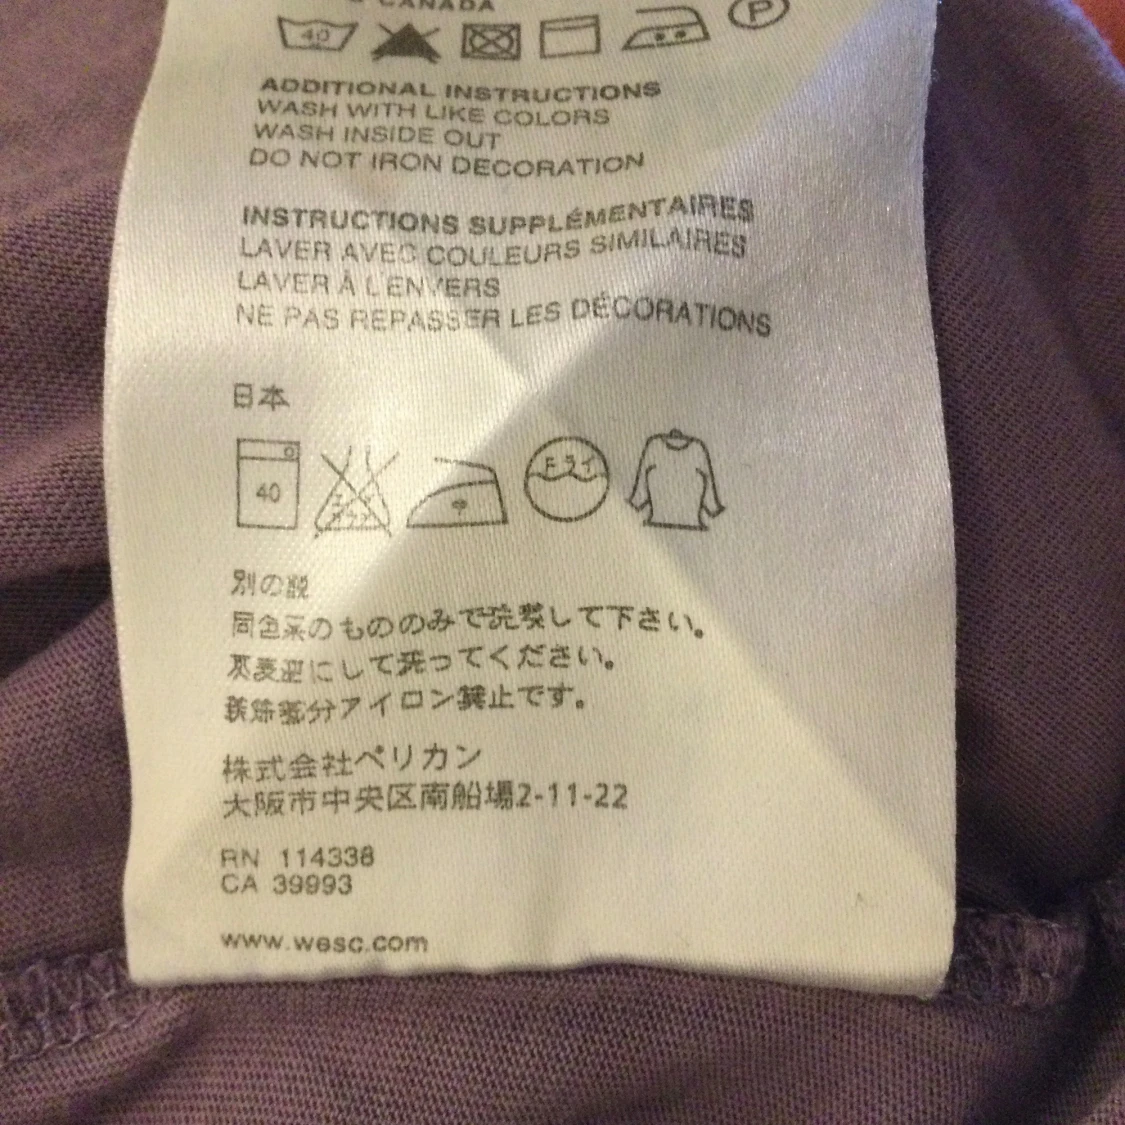 CANADA
40
P
ADDITIONAL INSTRUCTIONS
WASH WITH LIKE COLORS
WASH INSIDE OUT
DO NOT IRON DECORATION
INSTRUCTIONS SUPPLÉMENTAIRES
LAVER AVEC COULEURS SIMILAIRES
LAVER À L'ENVERS
NE PAS REPASSER LES DÉCORATIONS
日本
40
ドライ
別の説
同色系のもののみで洗濯して下さい。
裏返にして洗ってください。
装飾部分アイロン禁止です。
株式会社ペリカン
大阪市中央区南船場2-11-22
RN 114338
CA 39993
www.wesc.com